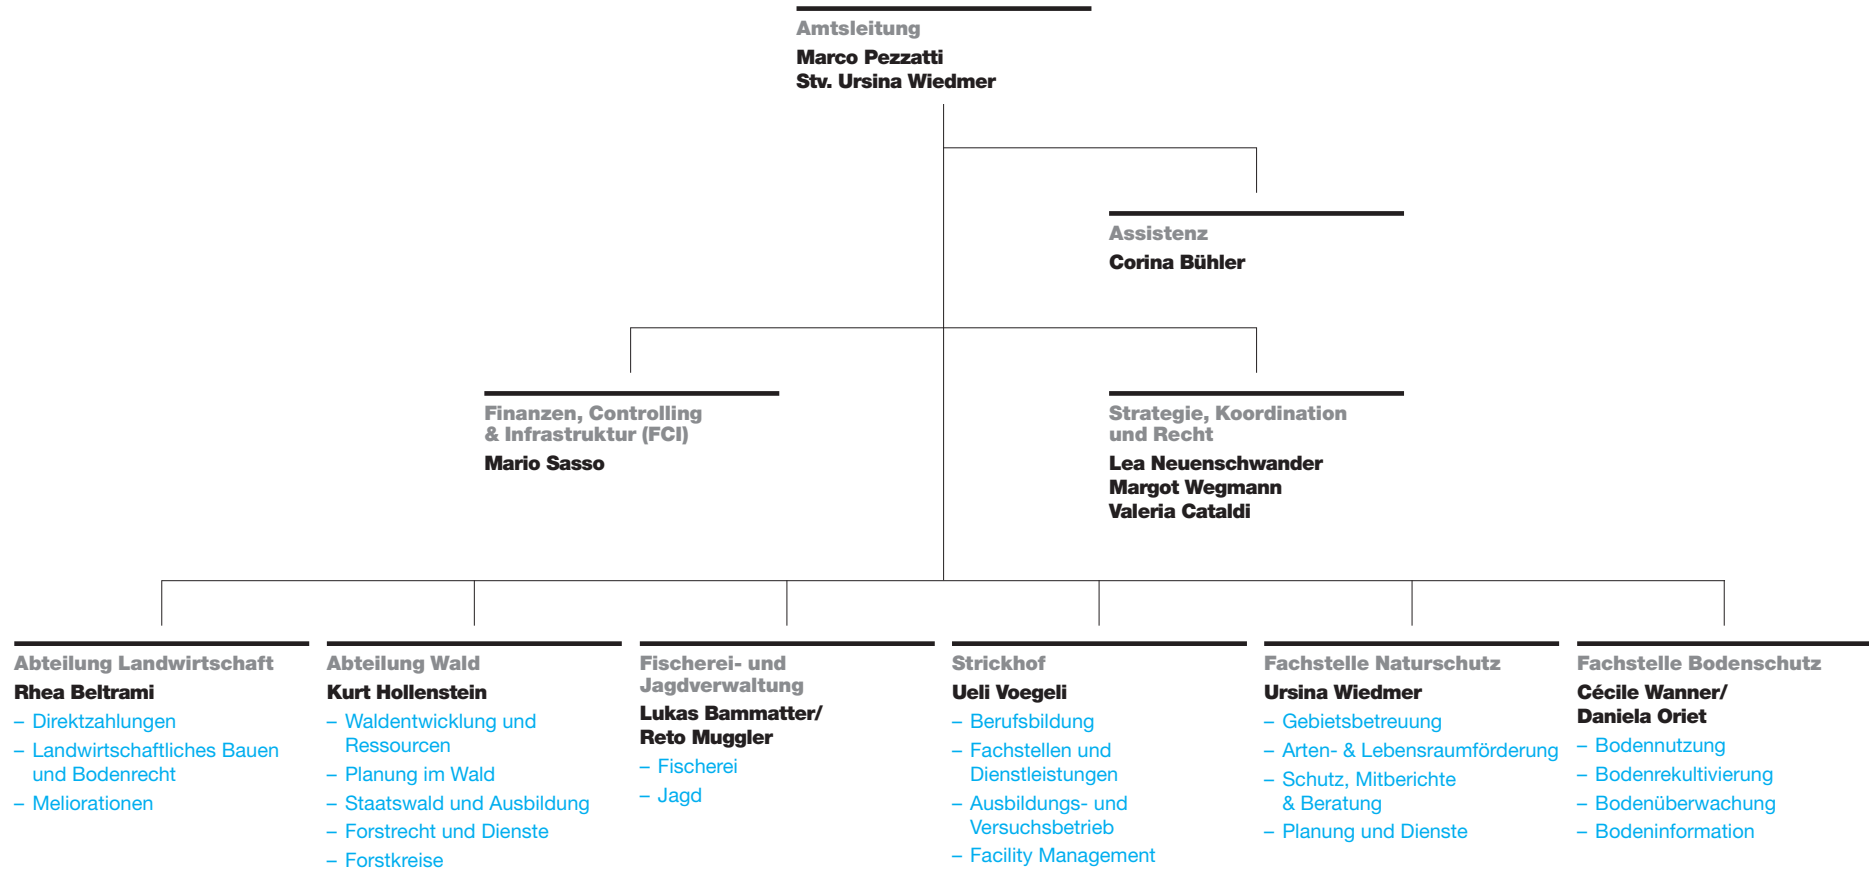 Amtsleitung
Marco Pezzatti
Stv. Ursina Wiedmer
Assistenz
Corina Bühler
Finanzen, Controlling
& Infrastruktur (FCI)
Mario Sasso
Strategie, Koordination
und Recht
Lea Neuenschwander
Margot Wegmann
Valeria Cataldi
Abteilung Landwirtschaft
Rhea Beltrami
– Direktzahlungen
– Landwirtschaftliches Bauen
und Bodenrecht
– Meliorationen
Abteilung Wald
Kurt Hollenstein
– Waldentwicklung und
Ressourcen
– Planung im Wald
– Staatswald und Ausbildung
– Forstrecht und Dienste
– Forstkreise
Fischerei- und
Jagdverwaltung
Lukas Bammatter/
Reto Muggler
– Fischerei
– Jagd
Strickhof
Ueli Voegeli
– Berufsbildung
– Fachstellen und
Dienstleistungen
– Ausbildungs- und
Versuchsbetrieb
– Facility Management
Fachstelle Naturschutz
Ursina Wiedmer
– Gebietsbetreuung
– Arten- & Lebensraumförderung
– Schutz, Mitberichte
& Beratung
– Planung und Dienste
Fachstelle Bodenschutz
Cécile Wanner/
Daniela Oriet
– Bodennutzung
– Bodenrekultivierung
– Bodenüberwachung
– Bodeninformation